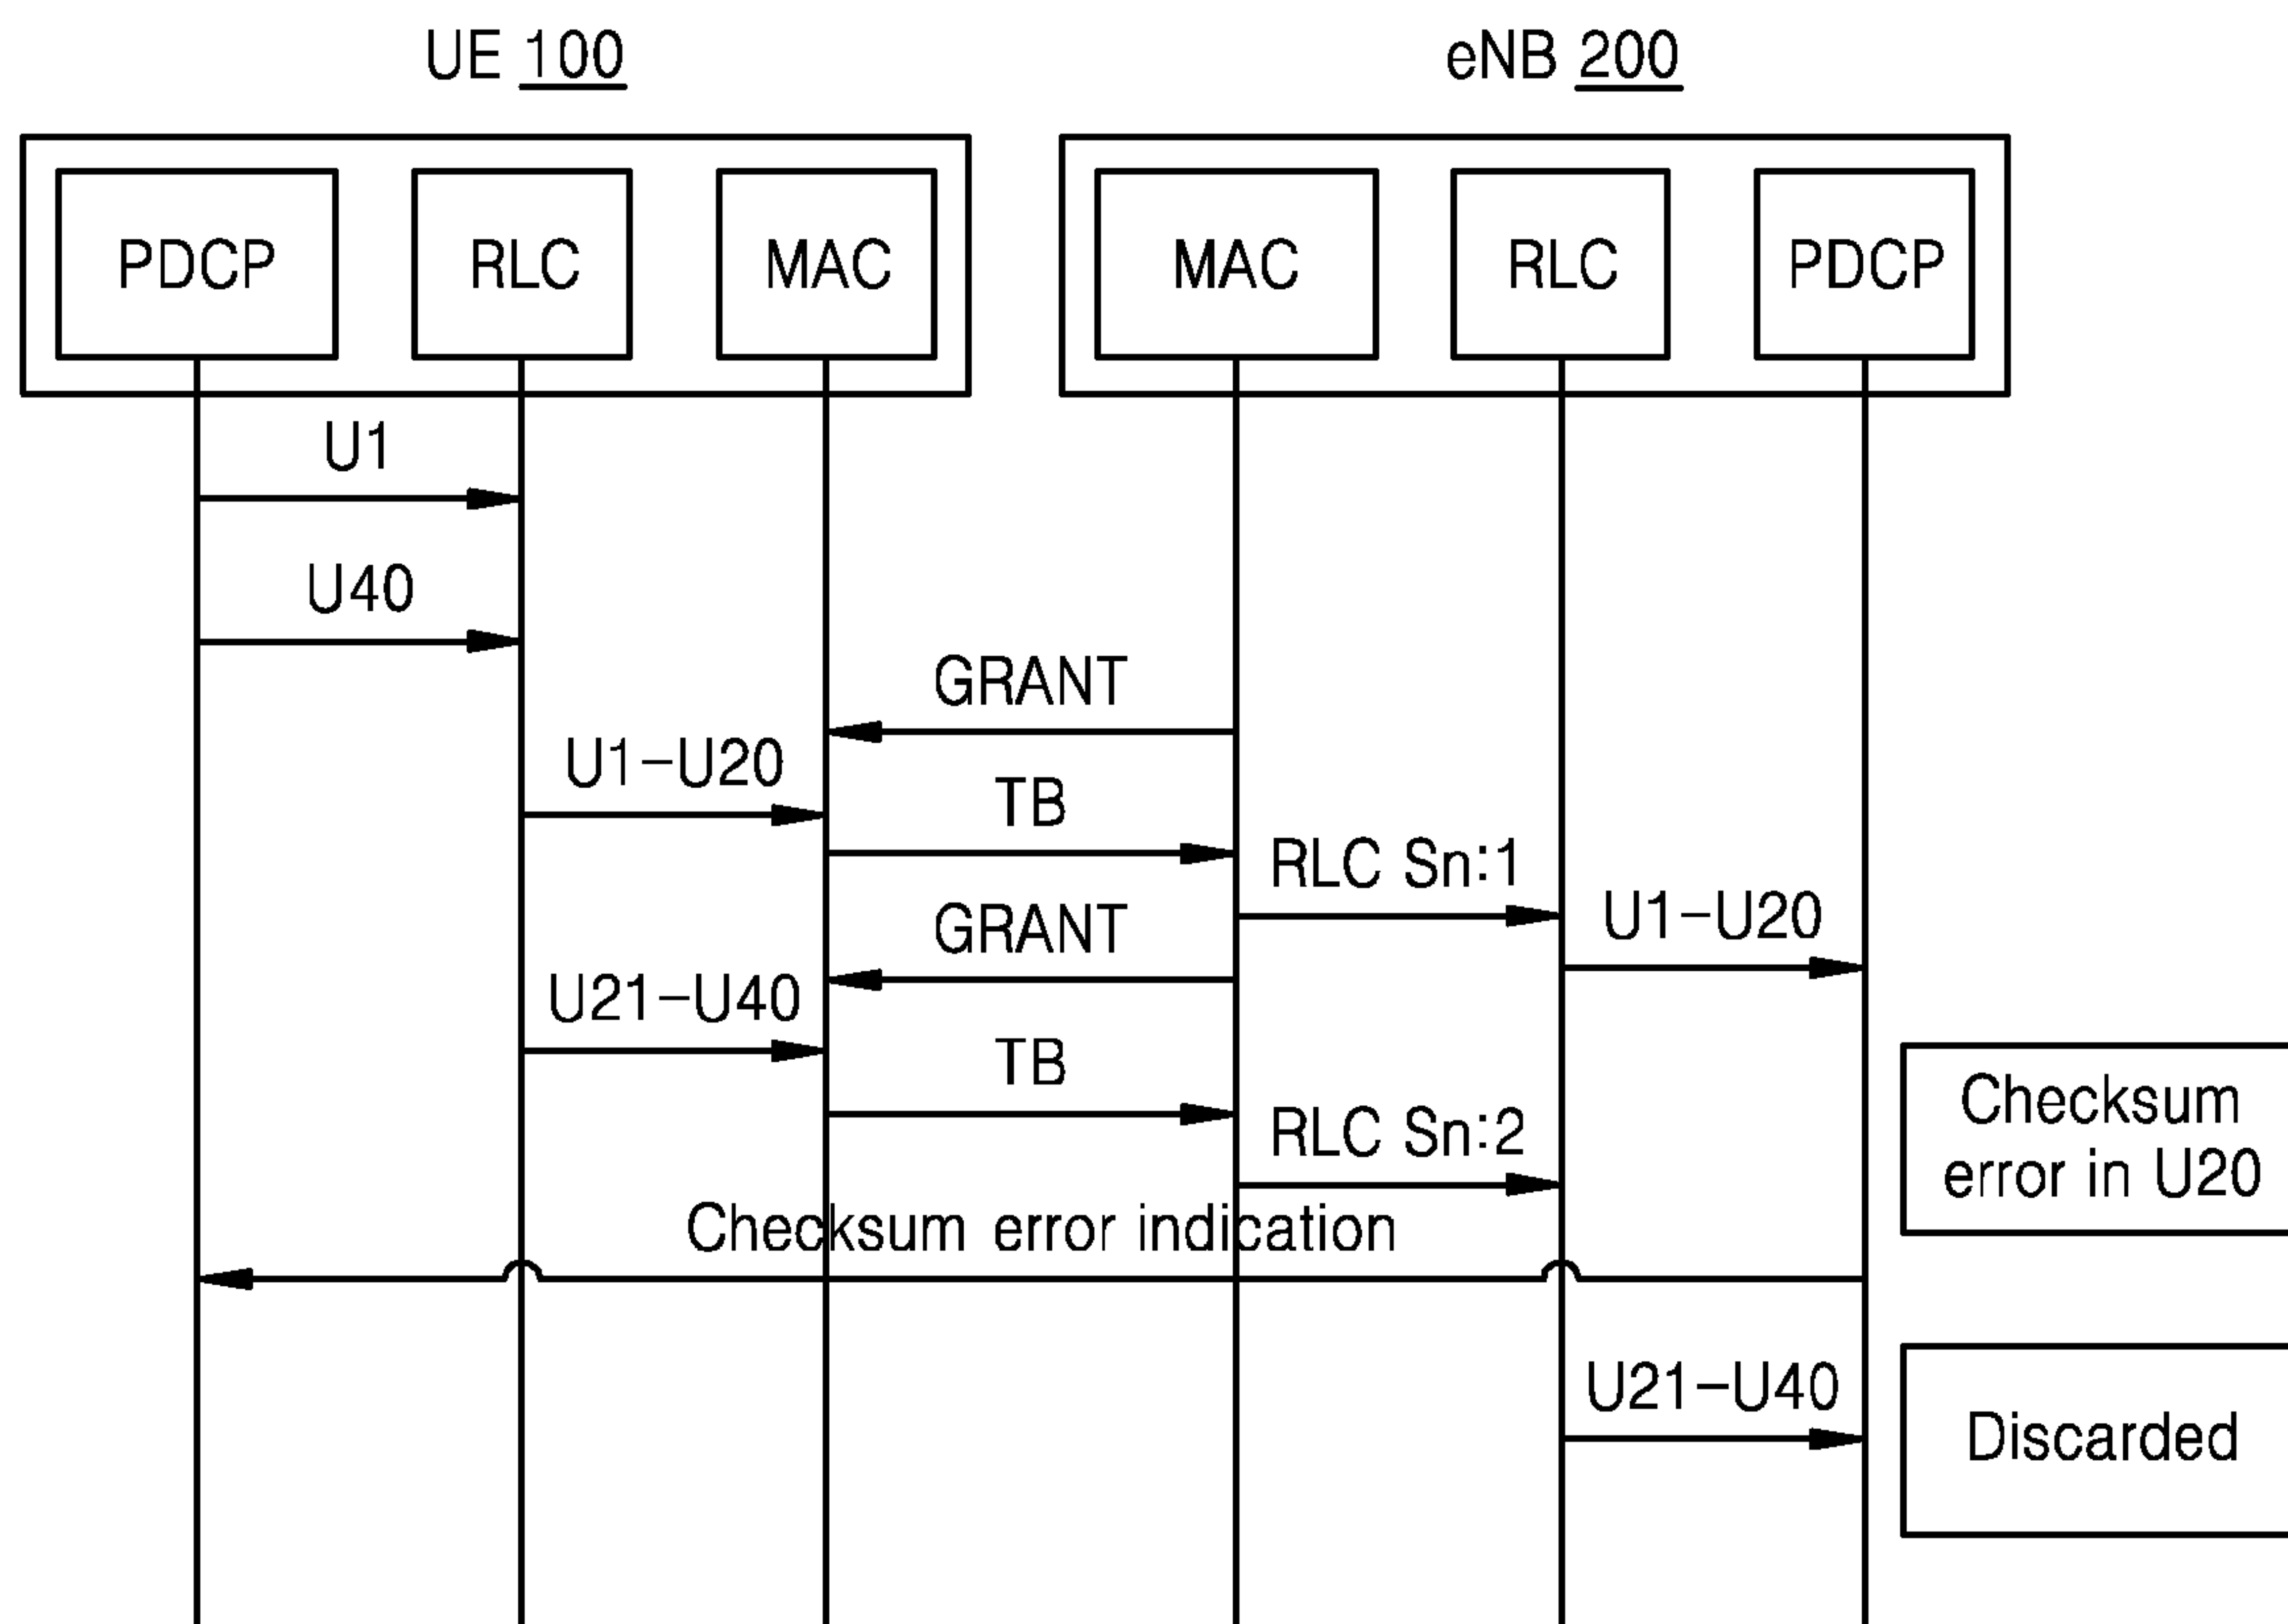 UE 100
eNB 200
PDCP
RLC
MAC
MAC
RLC
PDCP
U1
U40
GRANT
U1-U20
TB
RLC Sn:1
U1-U20
GRANT
U21-U40
TB
RLC Sn:2
Checksum
error in U20
Checksum error indication
U21-U40
Discarded